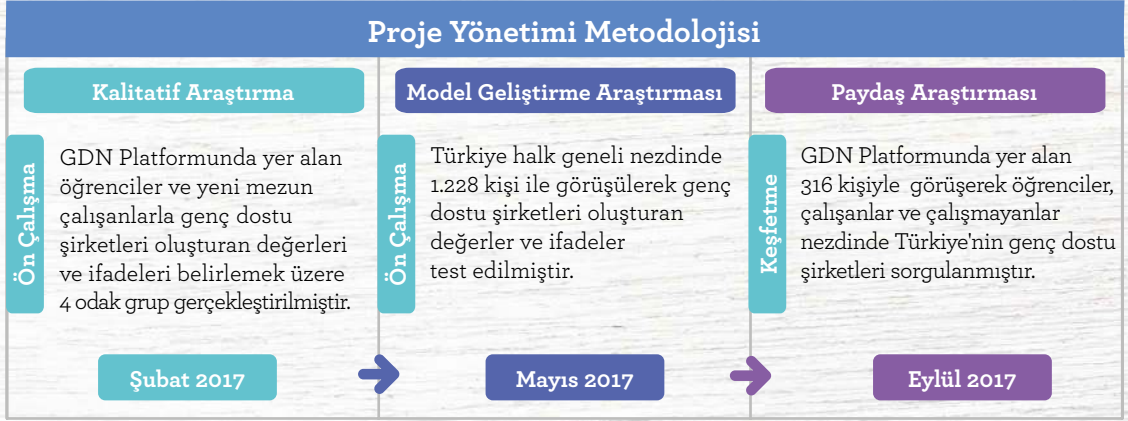 Proje Yönetimi Metodolojisi
Kalitatif Araştırma
Ön Çalışma
GDN Platformunda yer alan
öğrenciler ve yeni mezun
çalışanlarla genç dostu
şirketleri oluşturan değerleri
ve ifadeleri belirlemek üzere
4 odak grup gerçekleştirilmiştir.
Şubat 2017
Model Geliştirme Araştırması
Ön Çalışma
Türkiye halk geneli nezdinde
1.228 kişi ile görüşülerek genç
dostu şirketleri oluşturan
değerler ve ifadeler
test edilmiştir.
Mayıs 2017
Paydaş Araştırması
Keşfetme
GDN Platformunda yer alan
316 kişiyle görüşerek öğrenciler,
çalışanlar ve çalışmayanlar
nezdinde Türkiye'nin genç dostu
şirketleri sorgulanmıştır.
Eylül 2017